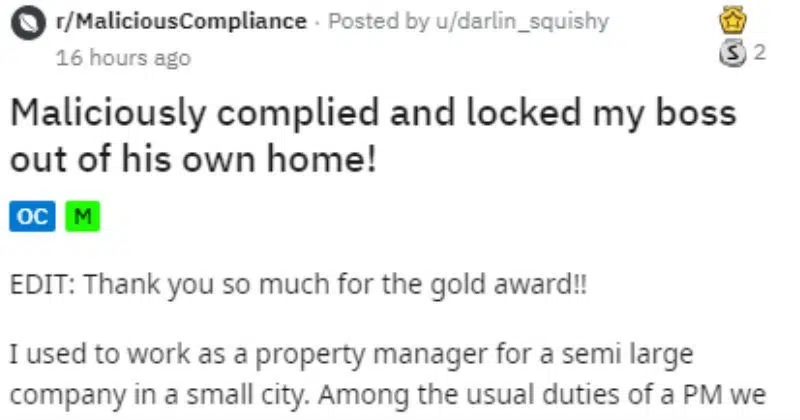 r/MaliciousCompliance · Posted by u/darlin_squishy
16 hours ago
S 2
Maliciously complied and locked my boss
out of his own home!
OC M
EDIT: Thank you so much for the gold award!!
I used to work as a property manager for a semi large
company in a small city. Among the usual duties of a PM we